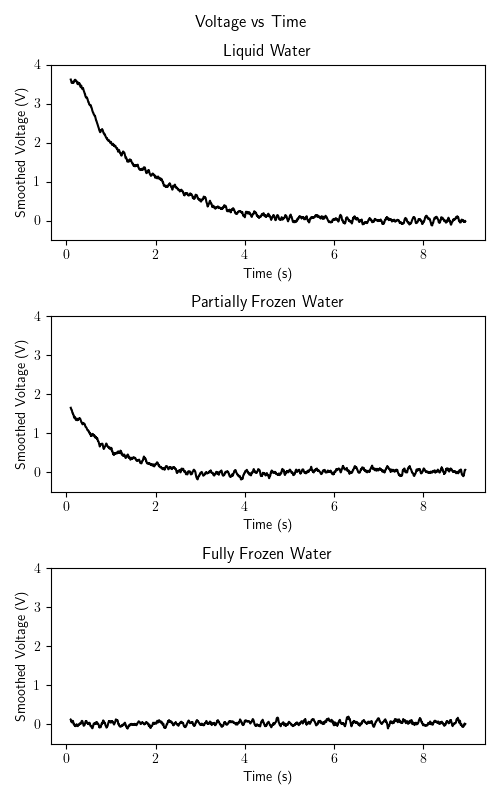 Voltage vs Time
Liquid Water
4
3
2
1
0
Smoothed Voltage (V)
0 2 4 6 8
Time (s)
Partially Frozen Water
4
3
2
1
0
Smoothed Voltage (V)
0 2 4 6 8
Time (s)
Fully Frozen Water
4
3
2
1
0
Smoothed Voltage (V)
0 2 4 6 8
Time (s)